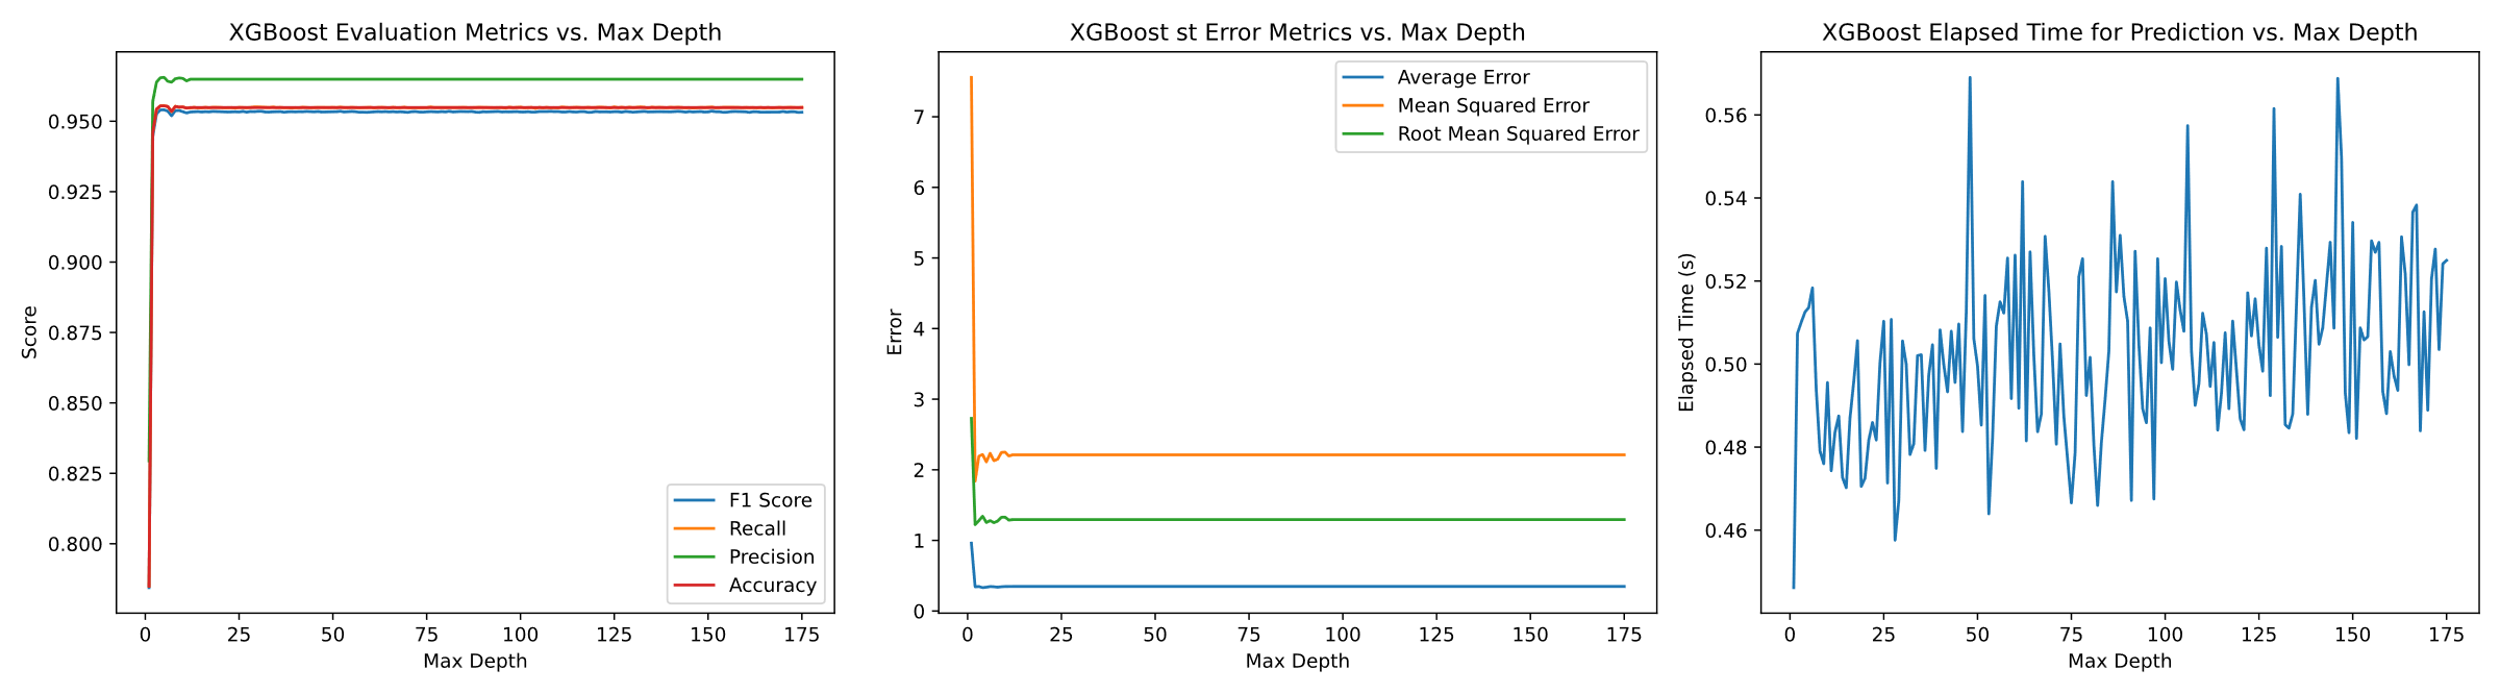 XGBoost Evaluation Metrics vs. Max Depth
0.950
0.925
0.900
0.875
0.850
0.825
0.800
Score
F1 Score
Recall
Precision
Accuracy
0 25 50 75 100 125 150 175
Max Depth
XGBoost st Error Metrics vs. Max Depth
Average Error
Mean Squared Error
Root Mean Squared Error
7
6
5
4
3
2
1
0
Error
0 25 50 75 100 125 150 175
Max Depth
XGBoost Elapsed Time for Prediction vs. Max Depth
0.56
0.54
0.52
0.50
0.48
0.46
Elapsed Time (s)
0 25 50 75 100 125 150 175
Max Depth